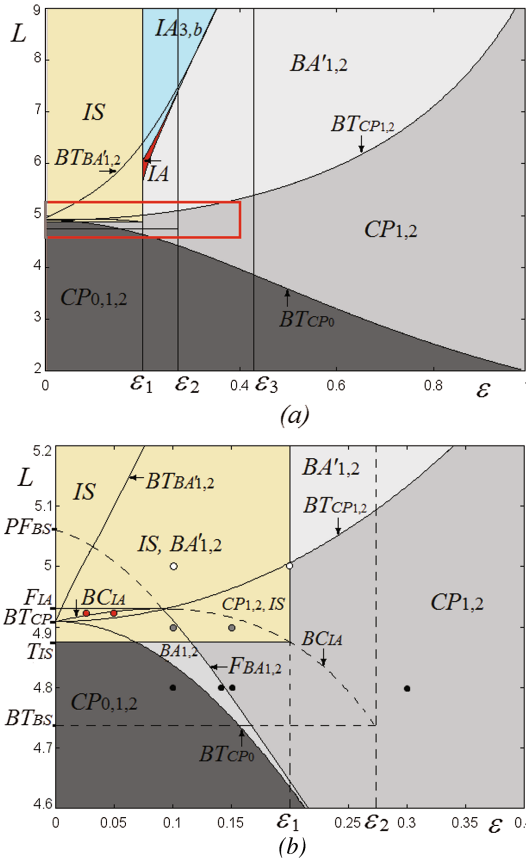 9
L
IA3,b
BA'1,2
8
IS
7
BTCP1,2
6
BTBA'1,2
IA
5
CP1,2
4
CP0,1,2
3
BTCP0
2
0 ε1 ε2 0.4 ε3 0.6 0.8 ε
(a)
5.2
L
IS
BTBA'1,2
BA'1,2
5.1
BTCP1,2
PFBS
IS, BA'1,2
5
FIA
BCIA
CP1,2, IS
CP1,2
BTCP
4.9
BCIA
TIS
BA1,2
FBA1,2
CP0,1,2
4.8
BTBS
BTCP0
4.7
4.6
0 0.05 0.1 0.15 ε1 0.25 ε2 0.3 ε
(b)